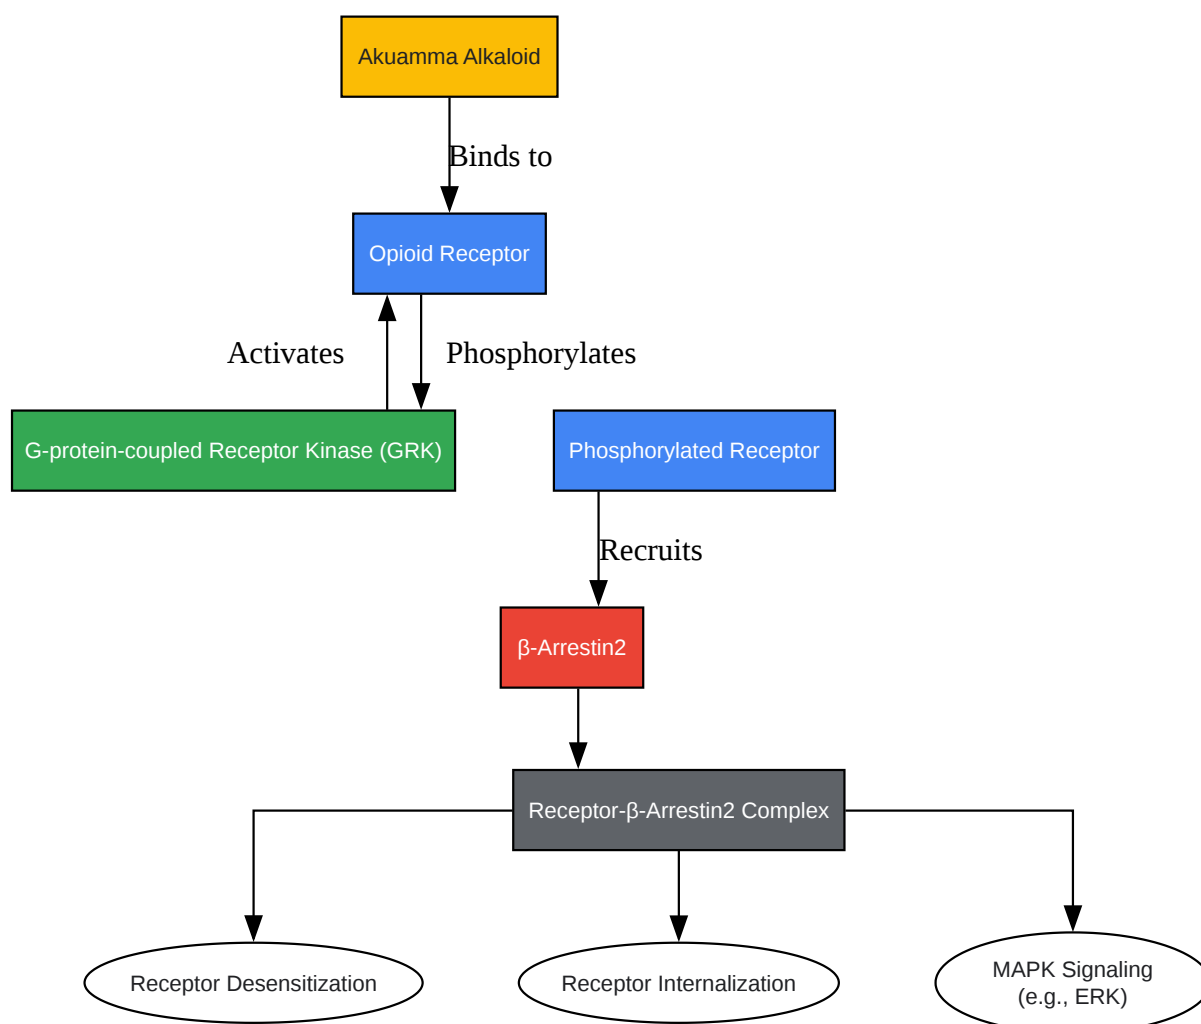 Akuamma Alkaloid
Binds to
Opioid Receptor
Activates
Phosphorylates
G-protein-coupled Receptor Kinase (GRK)
Phosphorylated Receptor
Recruits
β-Arrestin2
Receptor-β-Arrestin2 Complex
Receptor Desensitization
Receptor Internalization
MAPK Signaling
(e.g., ERK)